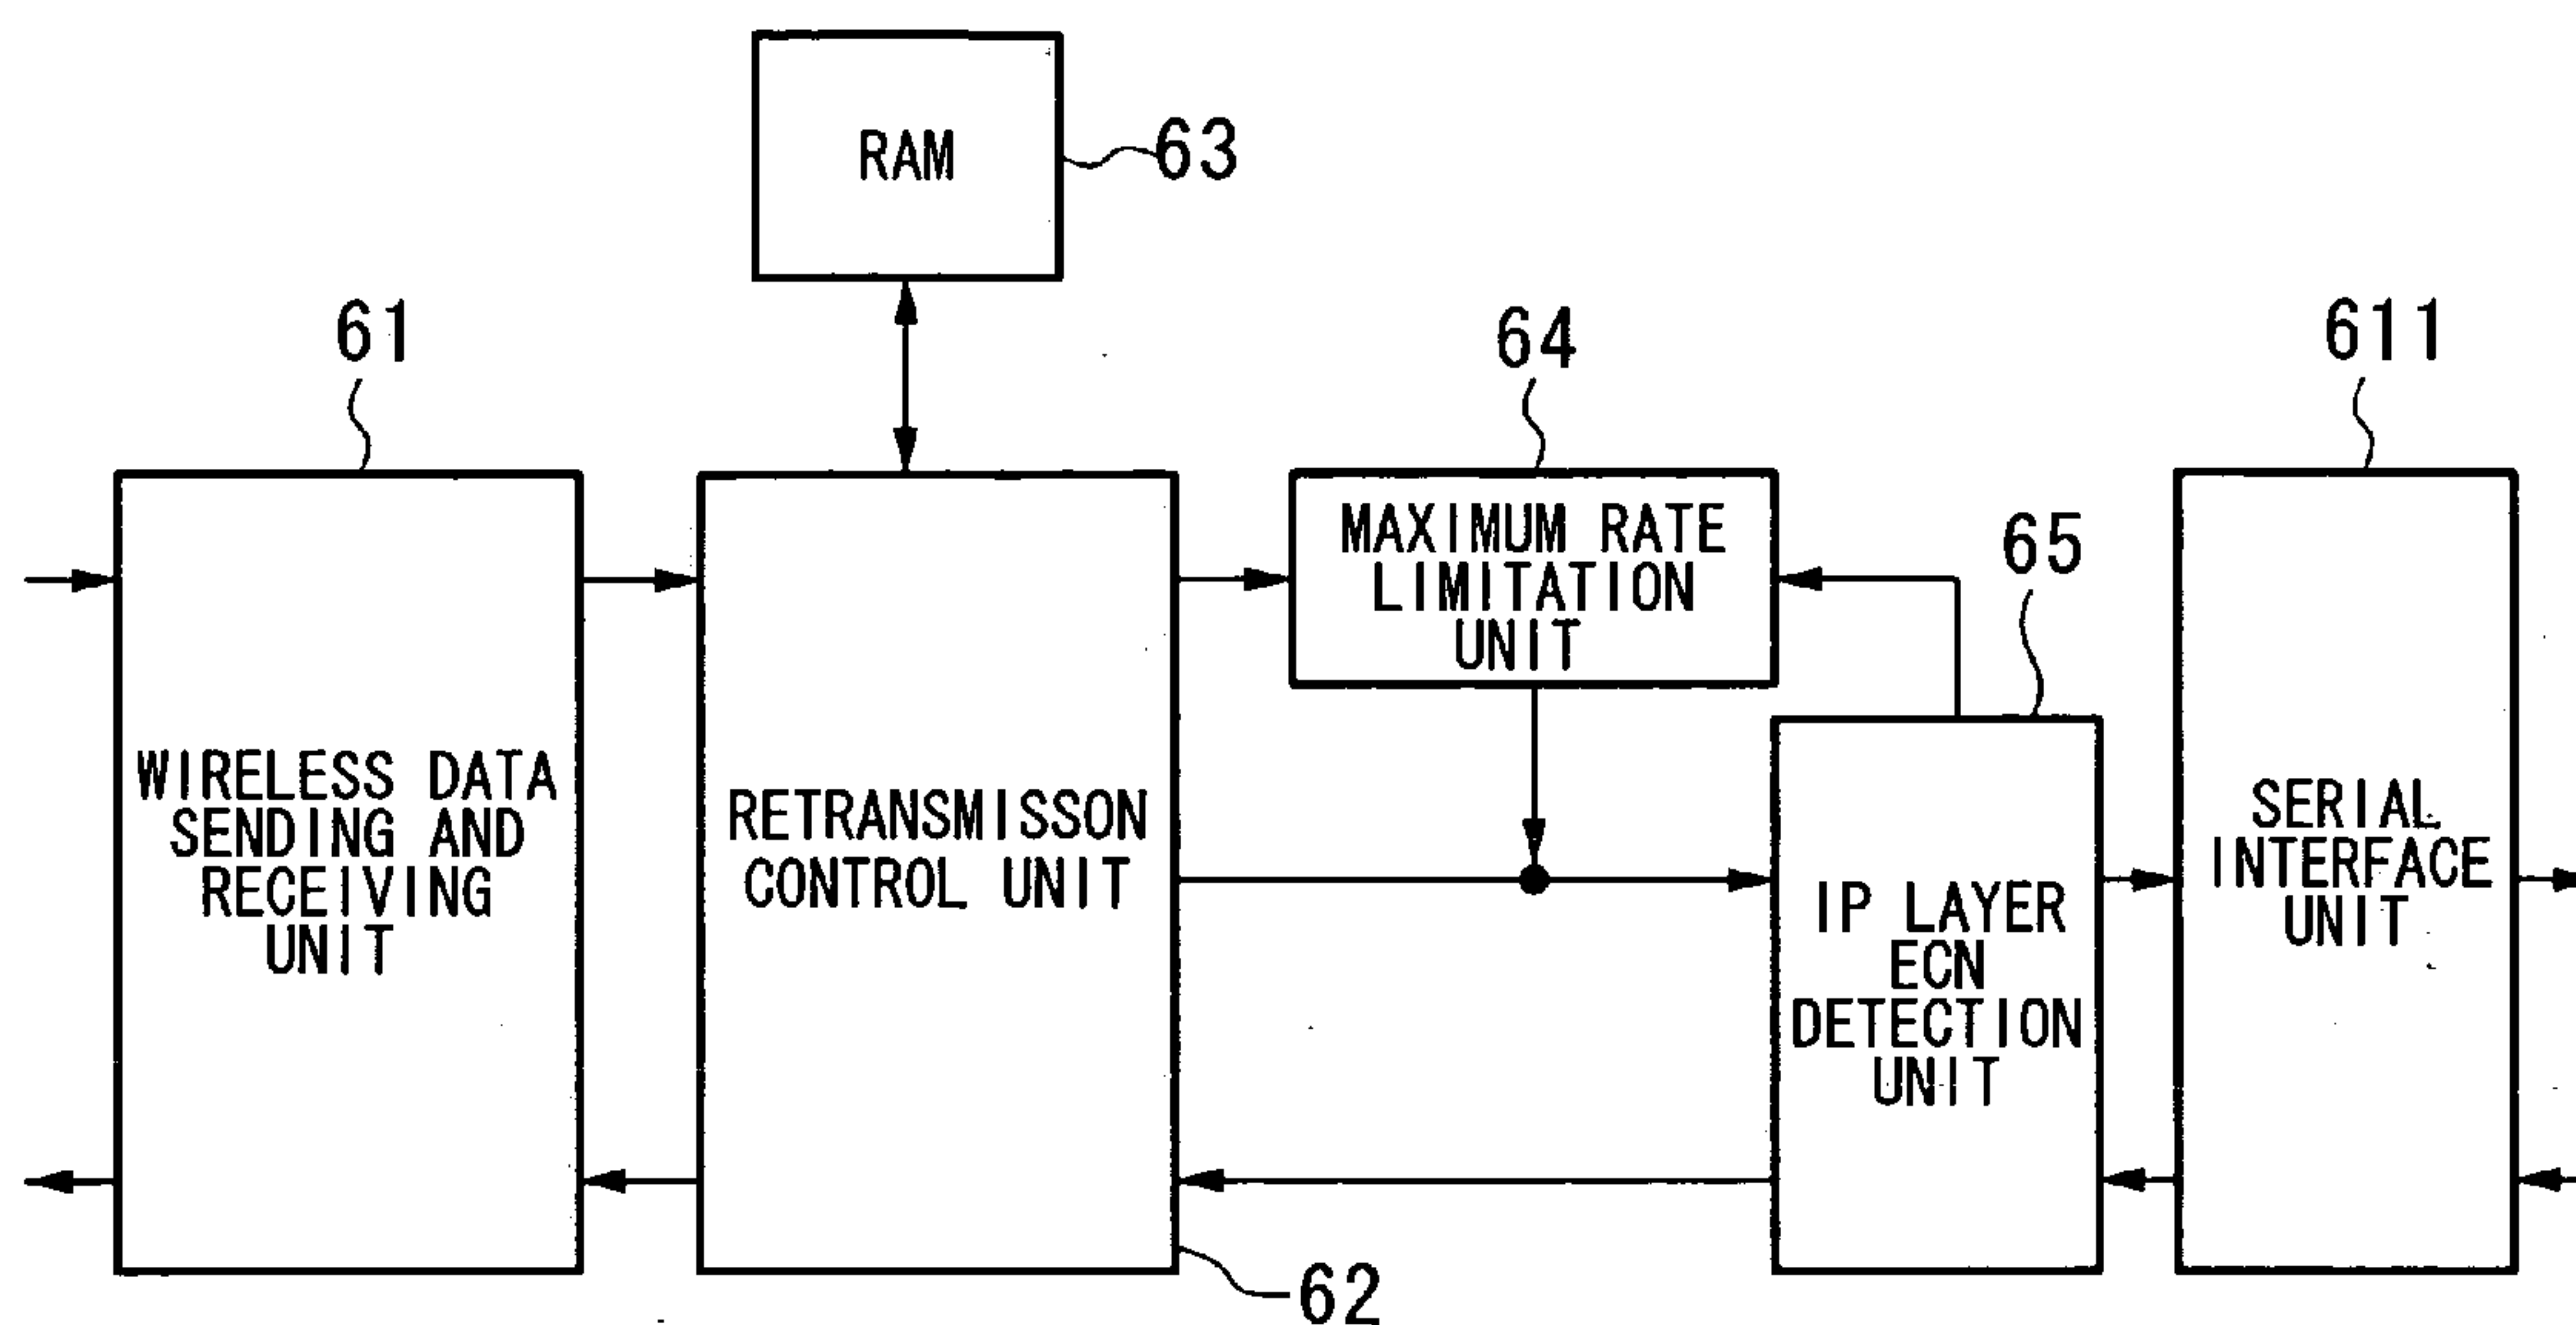 RAM
63
61
64
611
MAXIMUM RATE
LIMITATION
UNIT
65
WIRELESS DATA
SENDING AND
RECEIVING
UNIT
RETRANSMISSON
CONTROL UNIT
IP LAYER
ECN
DETECTION
UNIT
SERIAL
INTERFACE
UNIT
62